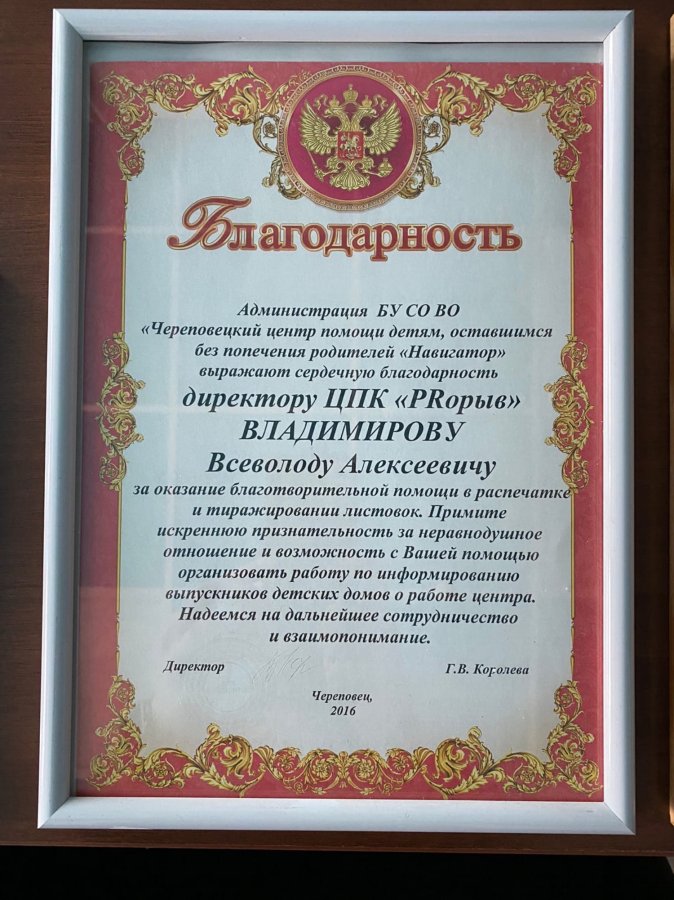 Благодарность
Администрация БУ СО ВО
«Череповецкий центр помощи детям, оставшимся
без попечения родителей «Навигатор»
выражают сердечную благодарность
директору ЦПК «PRорыв»
ВЛАДИМИРОВУ
Всеволоду Алексеевичу
за оказание благотворительной помощи в распечатке
и тиражировании листовок. Примите
искреннюю признательность за неравнодушное
отношение и возможность с Вашей помощью
организовать работу по информированию
выпускников детских домов о работе центра.
Надеемся на дальнейшее сотрудничество
и взаимопонимание.
Директор Г.В. Королева
Череповец,
2016